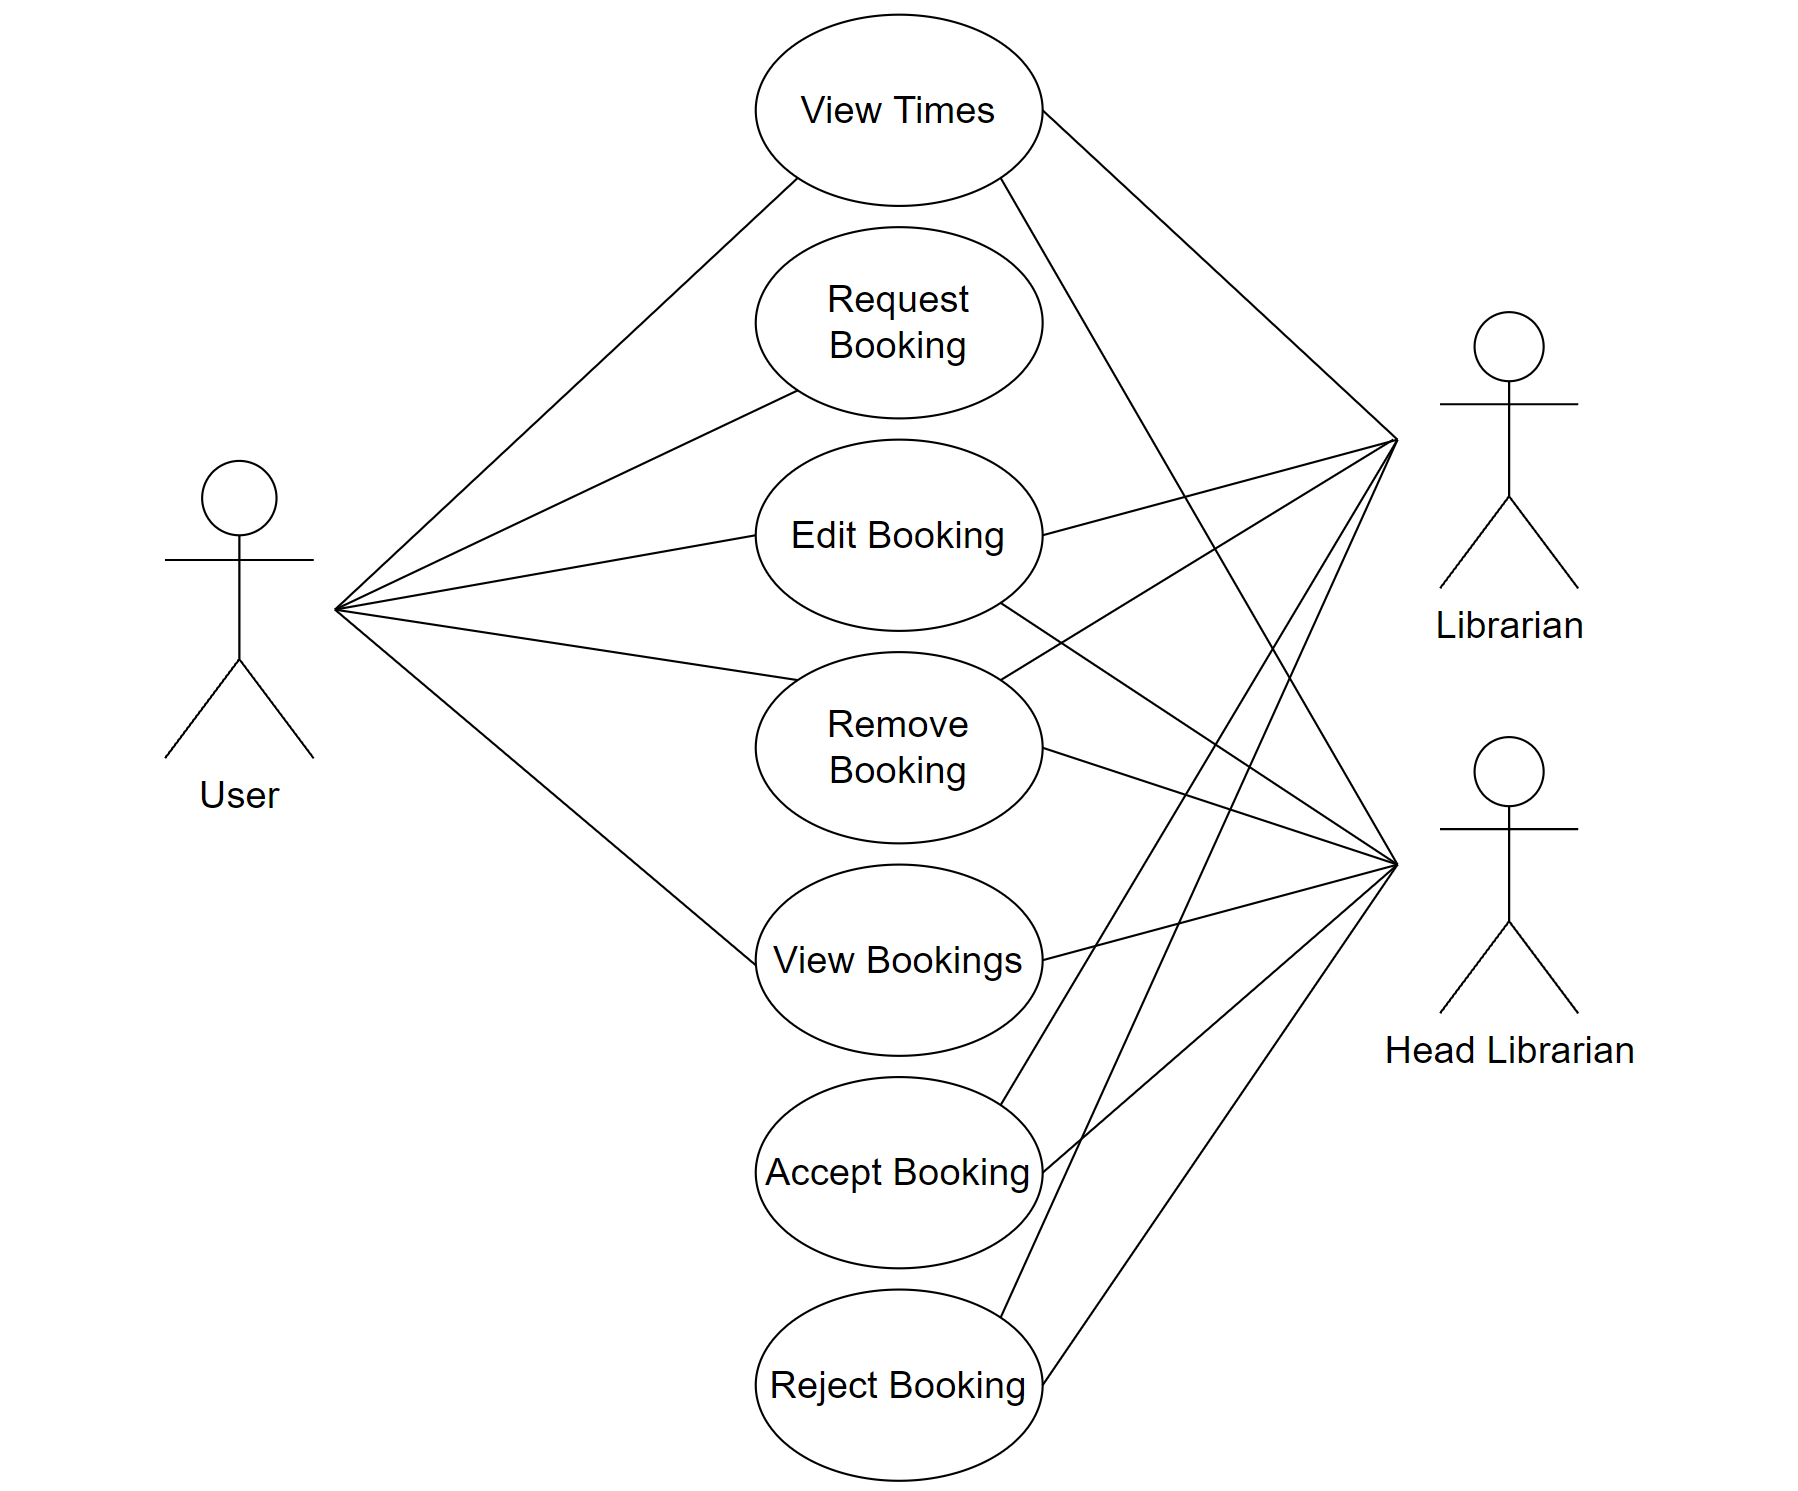 View Times
Request
Booking
Edit Booking
Remove
Booking
View Bookings
Accept Booking
Reject Booking
User
Librarian
Head Librarian